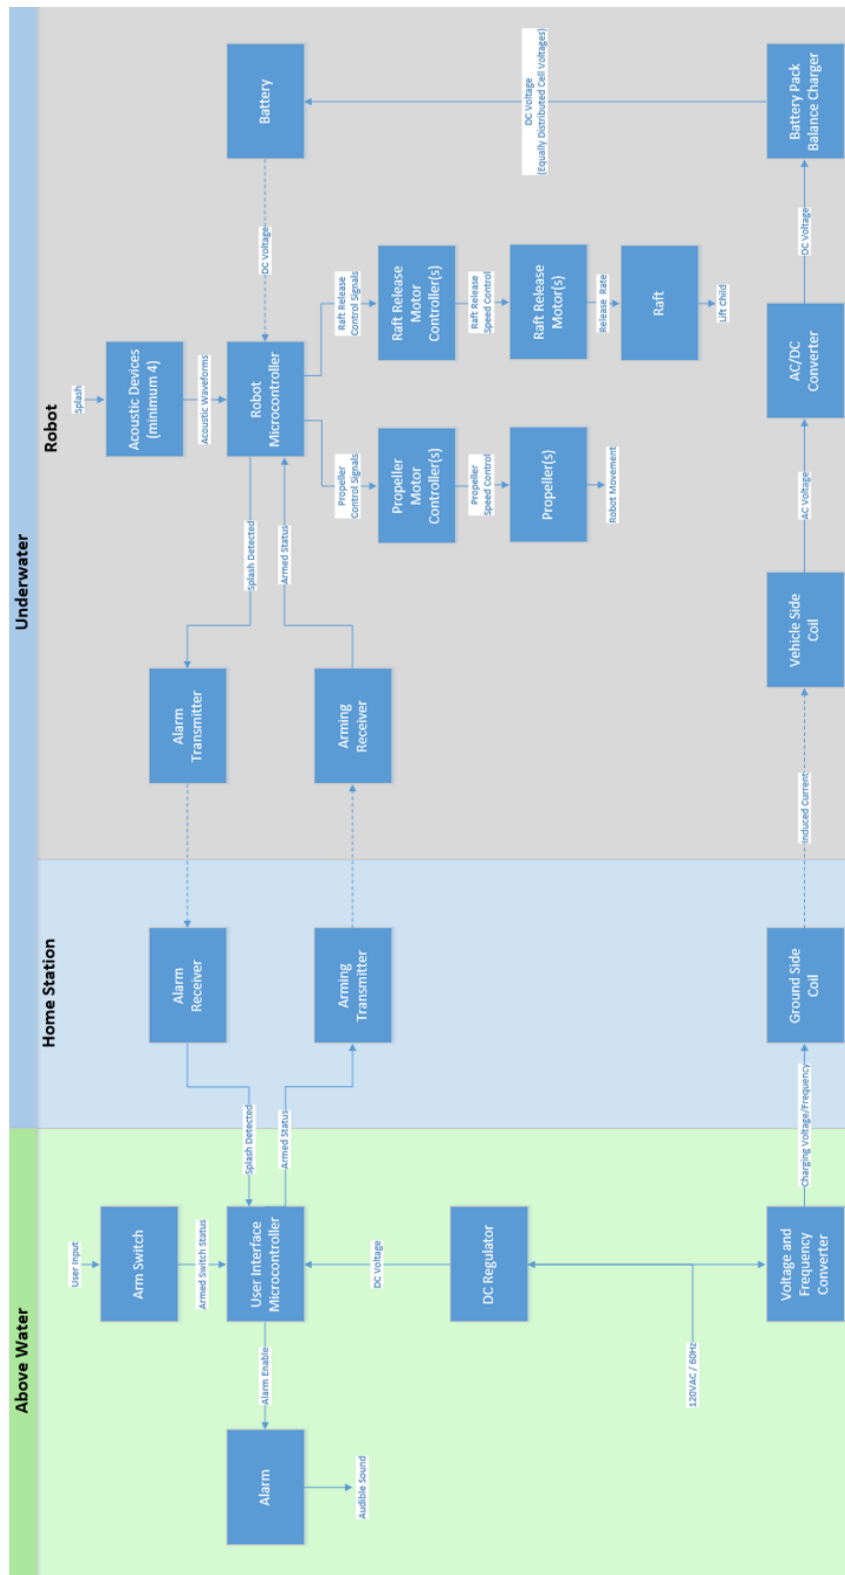 Above Water
Underwater
Home Station
Robot
User Input
Arm Switch
Armed Switch Status
Alarm
Alarm Enable
Audible Sound
User Interface
Microcontroller
DC Voltage
DC Regulator
120VAC / 60Hz
Voltage and
Frequency
Converter
Splash Detected
Armed Status
Charging Voltage/Frequency
Alarm
Receiver
Arming
Transmitter
Ground Side
Coil
Induced Current
Alarm
Transmitter
Arming
Receiver
Vehicle Side
Coil
AC Voltage
Splash Detected
Armed Status
Splash
Acoustic Devices
(minimum 4)
Acoustic Waveforms
Robot
Microcontroller
DC Voltage
Battery
Propeller
Control Signals
Raft Release
Control Signals
Propeller
Motor
Controller(s)
Raft Release
Motor
Controller(s)
Propeller
Speed Control
Raft Release
Speed Control
Propeller(s)
Raft Release
Motor(s)
Robot Movement
Release Rate
Raft
Lift Child
DC Voltage
(Equally Distributed Cell Voltages)
AC/DC
Converter
DC Voltage
Battery Pack
Balance Charger